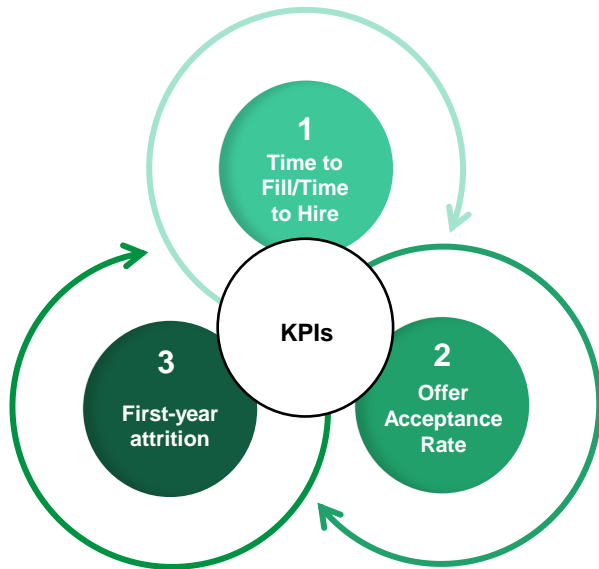 1
Time to
Fill/Time
to Hire
KPIs
2
Offer
Acceptance
Rate
3
First-year
attrition